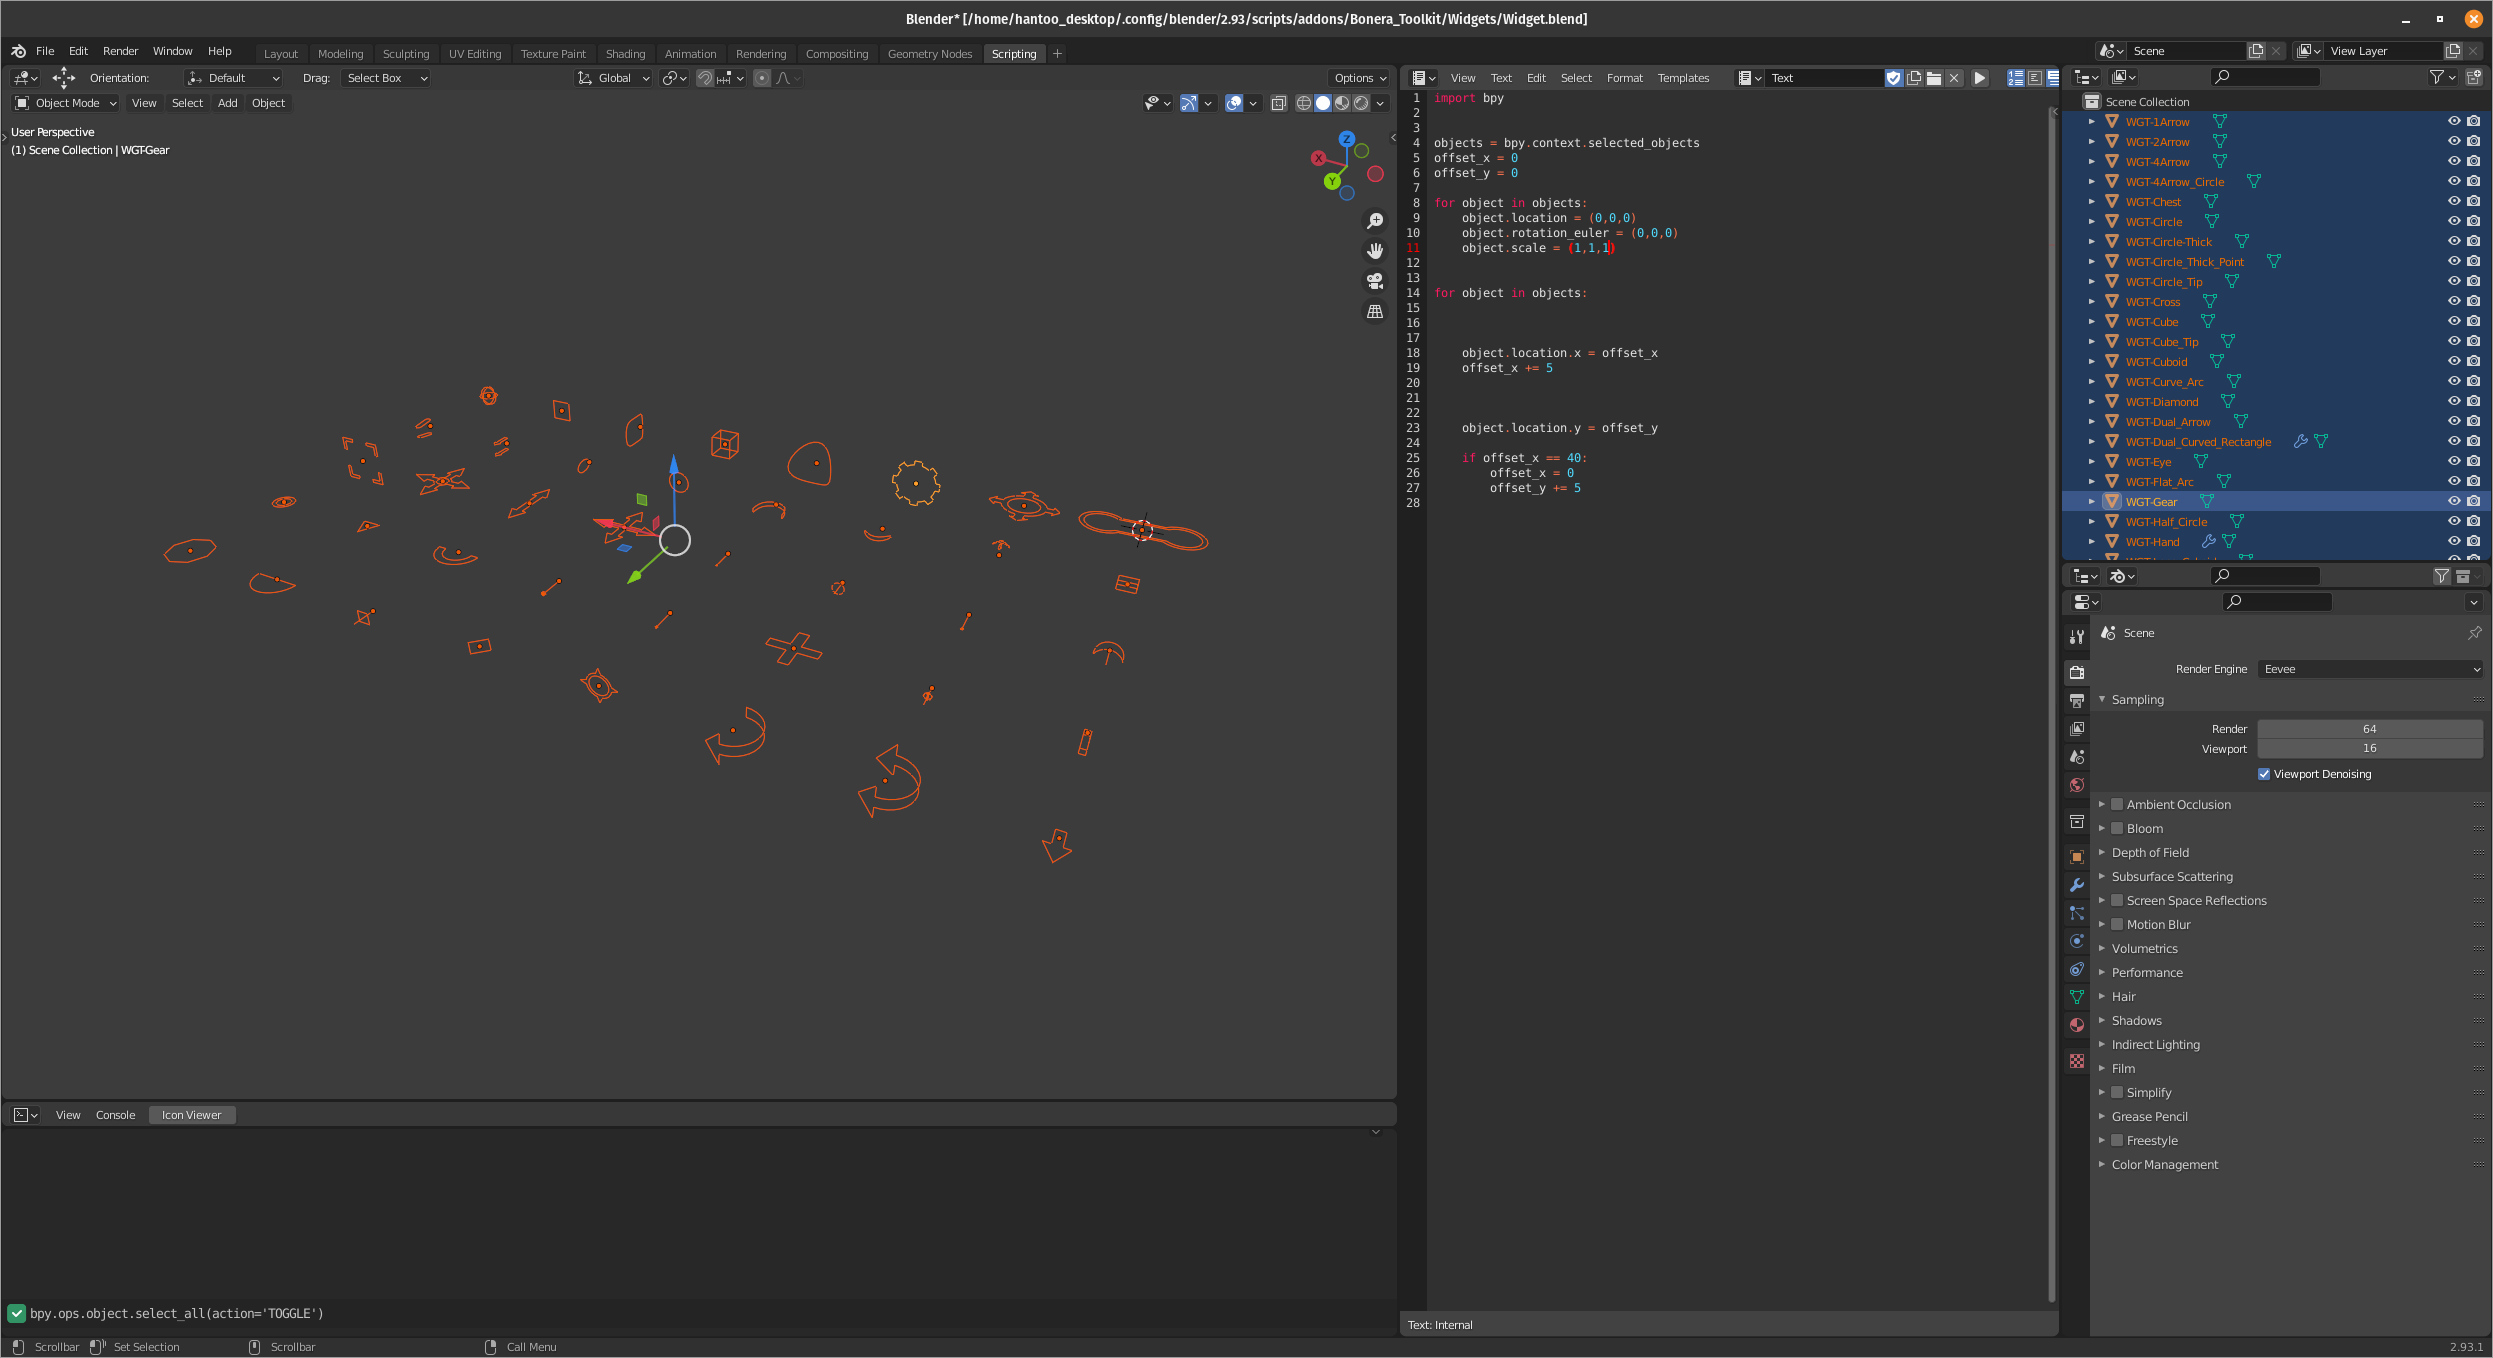 Blender* [/home/hantoo_desktop/.config/blender/2.93/scripts/addons/Bonera_Toolkit/Widgets/Widget.blend]
File Edit Render Window Help Layout Modeling Sculpting UV Editing Texture Paint Shading Animation Rendering Compositing Geometry Nodes Scripting + Scene View Layer
Orientation: Default Drag: Select Box Global Options
Object Mode View Select Add Object
User Perspective
(1) Scene Collection | WGT-Gear
Z
X
Y
View Console Icon Viewer
bpy.ops.object.select_all(action='TOGGLE')
View Text Edit Select Format Templates Text
1 import bpy
2
3
4 objects = bpy.context.selected_objects
5 offset_x = 0
6 offset_y = 0
7
8 for object in objects:
9 object.location = (0,0,0)
10 object.rotation_euler = (0,0,0)
11 object.scale = (1,1,1)
12
13
14 for object in objects:
15
16
17
18 object.location.x = offset_x
19 offset_x += 5
20
21
22
23 object.location.y = offset_y
24
25 if offset_x == 40:
26 offset_x = 0
27 offset_y += 5
28
Text: Internal
Scene Collection
WGT-1Arrow
WGT-2Arrow
WGT-4Arrow
WGT-4Arrow_Circle
WGT-Chest
WGT-Circle
WGT-Circle-Thick
WGT-Circle_Thick_Point
WGT-Circle_Tip
WGT-Cross
WGT-Cube
WGT-Cube_Tip
WGT-Cuboid
WGT-Curve_Arc
WGT-Diamond
WGT-Dual_Arrow
WGT-Dual_Curved_Rectangle
WGT-Eye
WGT-Flat_Arc
WGT-Gear
WGT-Half_Circle
WGT-Hand
Scene
Render Engine Eevee
Sampling
Render 64
Viewport 16
Viewport Denoising
Ambient Occlusion
Bloom
Depth of Field
Subsurface Scattering
Screen Space Reflections
Motion Blur
Volumetrics
Performance
Hair
Shadows
Indirect Lighting
Film
Simplify
Grease Pencil
Freestyle
Color Management
Scrollbar Set Selection Scrollbar Call Menu 2.93.1